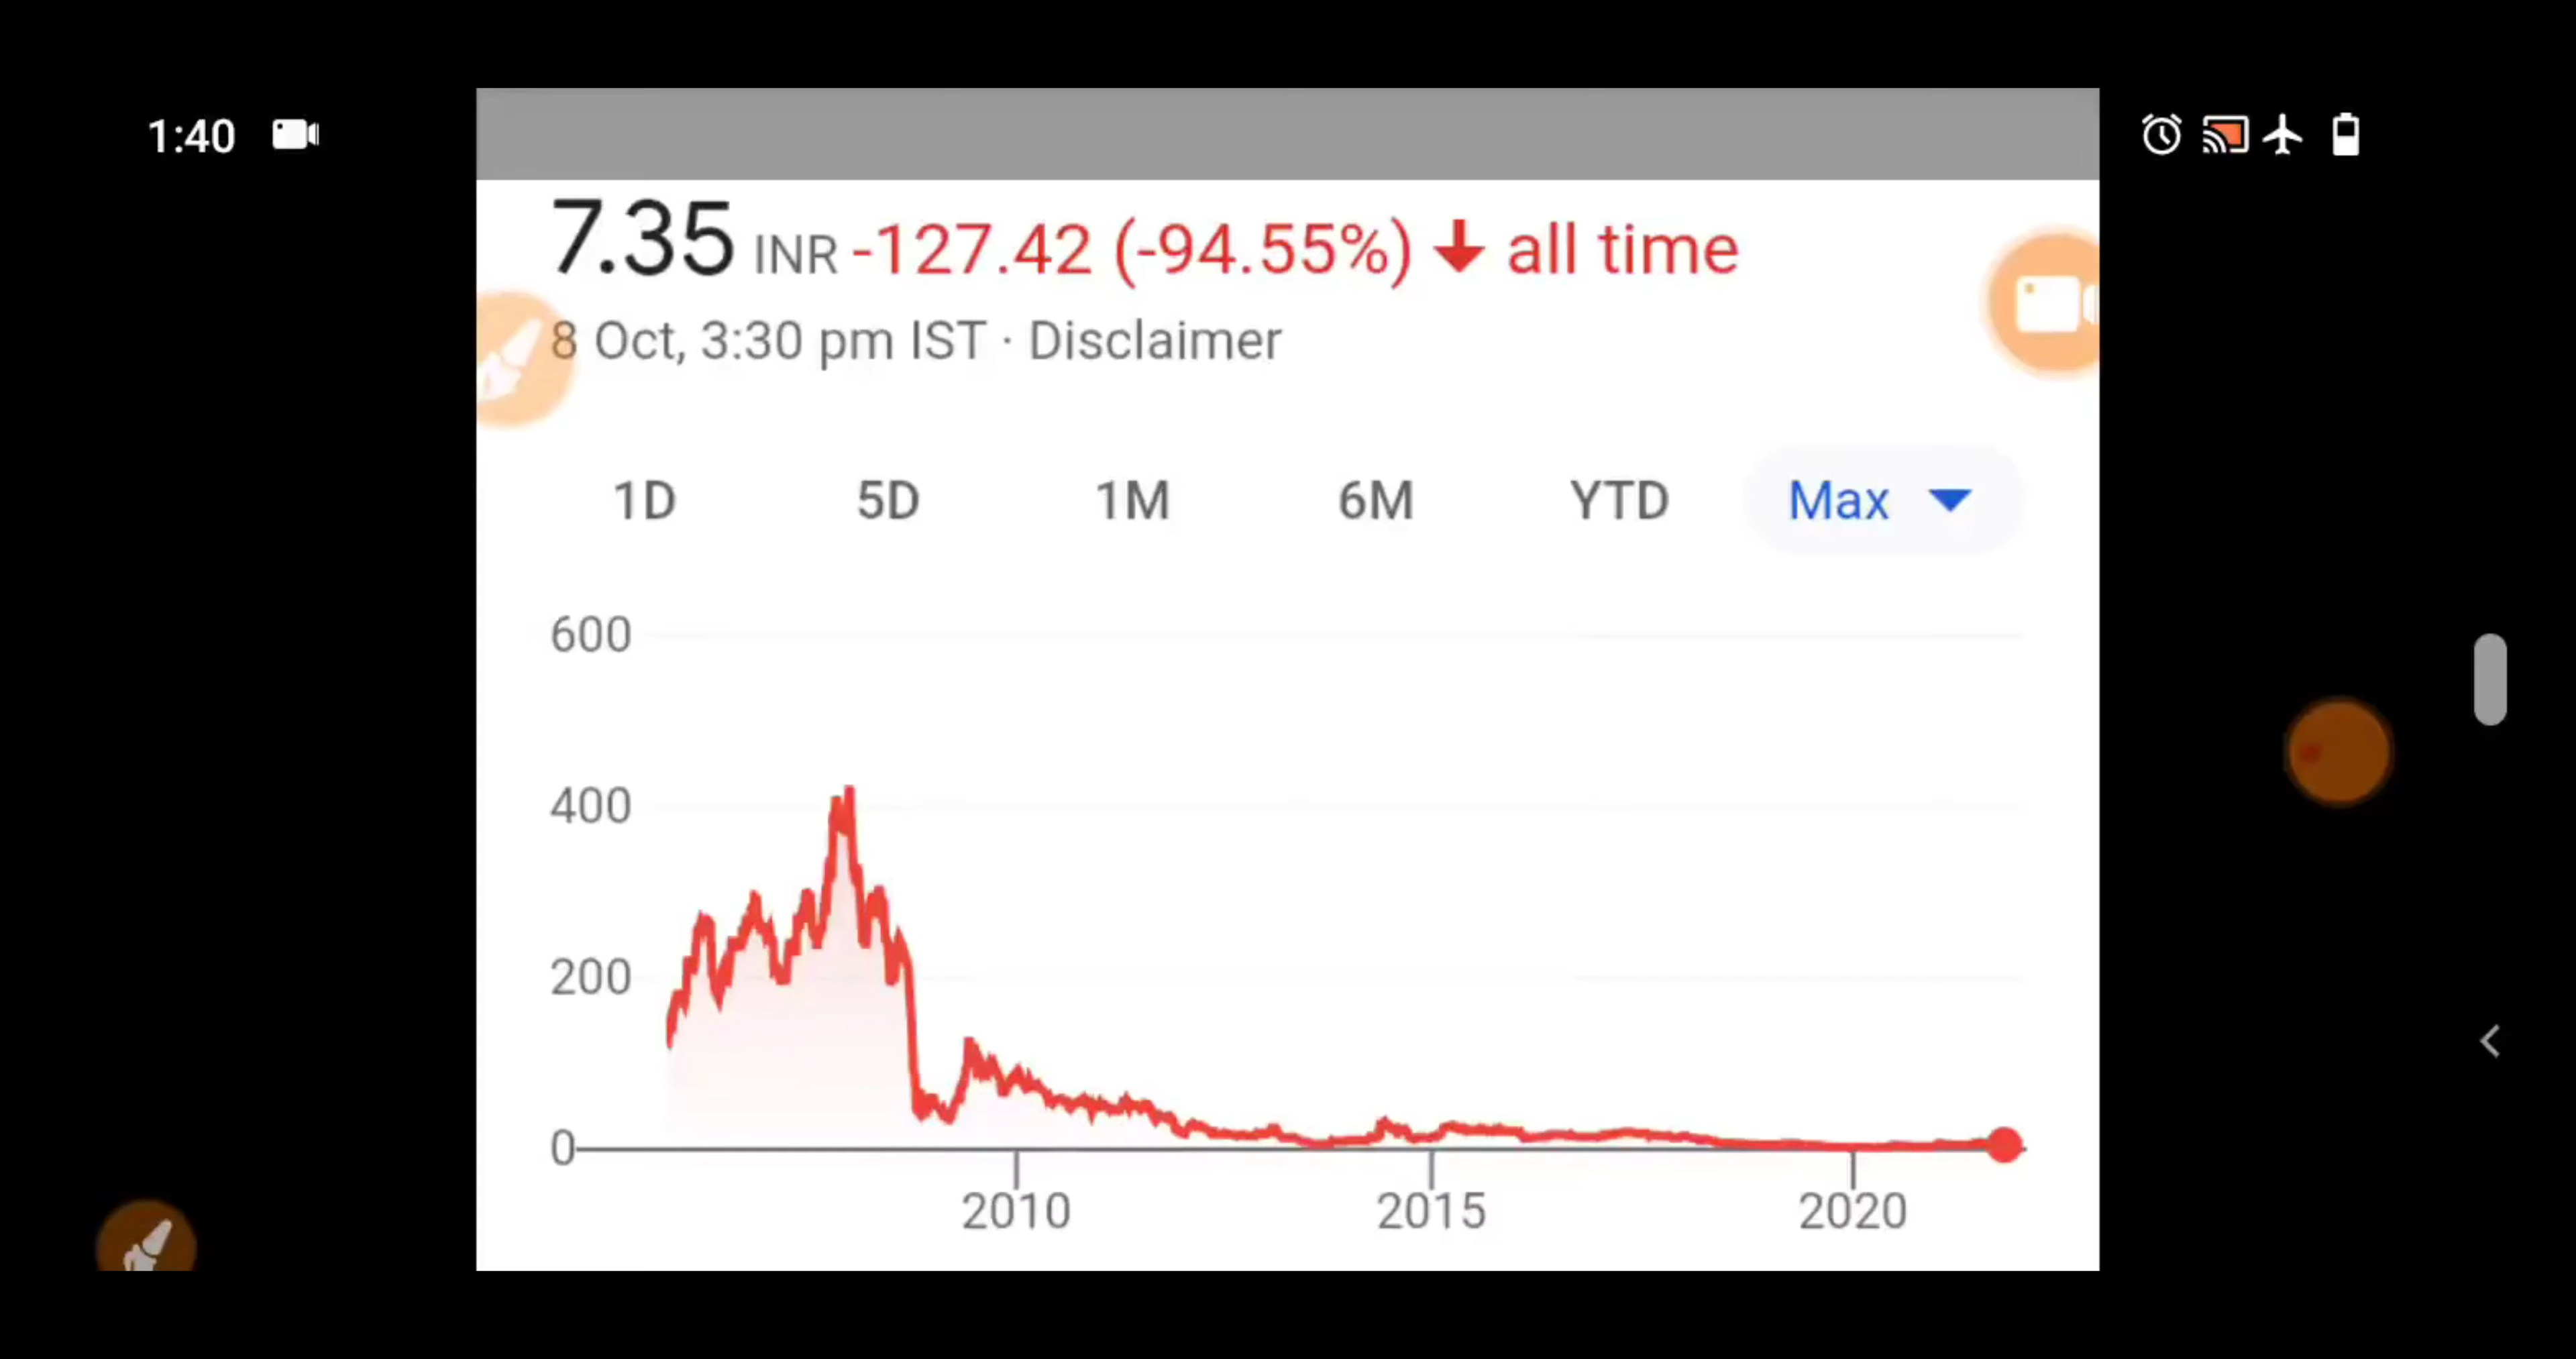 1:40
7.35 INR -127.42 (-94.55%) all time
8 Oct, 3:30 pm IST · Disclaimer
1D 5D 1M 6M YTD Max
600
400
200
0
2010 2015 2020